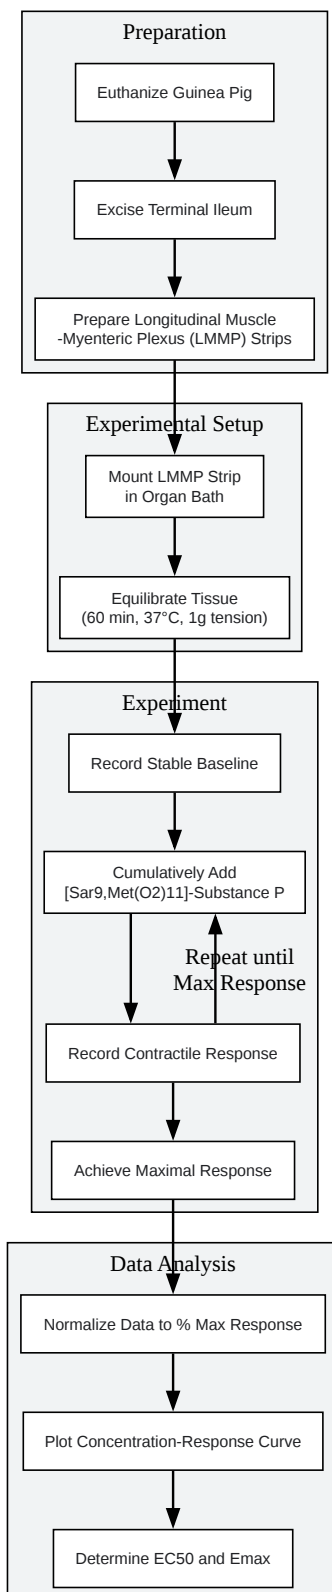 Preparation
Euthanize Guinea Pig
Excise Terminal Ileum
Prepare Longitudinal Muscle
-Myenteric Plexus (LMMP) Strips
Experimental Setup
Mount LMMP Strip
in Organ Bath
Equilibrate Tissue
(60 min, 37°C, 1g tension)
Experiment
Record Stable Baseline
Cumulatively Add
[Sar9,Met(O2)11]-Substance P
Repeat until
Max Response
Record Contractile Response
Achieve Maximal Response
Data Analysis
Normalize Data to % Max Response
Plot Concentration-Response Curve
Determine EC50 and Emax